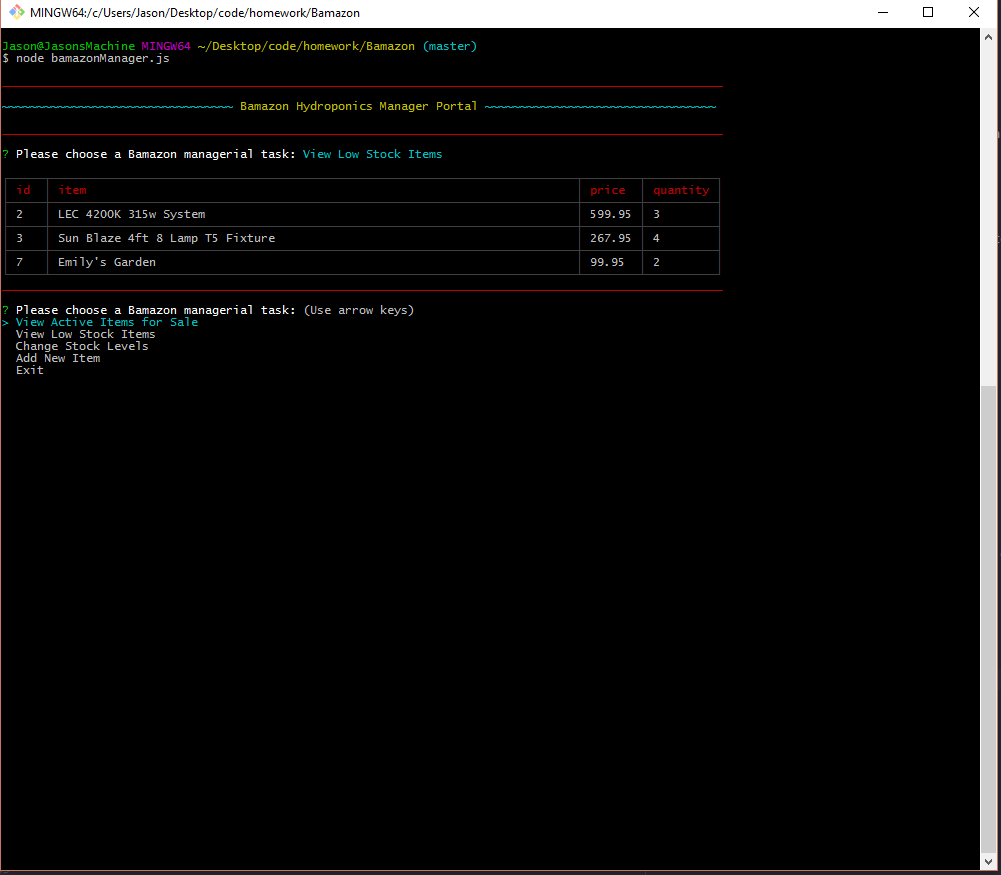 MINGW64:/c/Users/Jason/Desktop/code/homework/Bamazon
Jason@JasonsMachine MINGW64 ~/Desktop/code/homework/Bamazon (master)
$ node bamazonManager.js
~~~~~~~~~~~~~~~~~~~~~~~~~~~~~~~~~ Bamazon Hydroponics Manager Portal ~~~~~~~~~~~~~~~~~~~~~~~~~~~~~~~~~
? Please choose a Bamazon managerial task: View Low Stock Items
id item price quantity
2 LEC 4200K 315w System 599.95 3
3 Sun Blaze 4ft 8 Lamp T5 Fixture 267.95 4
7 Emily's Garden 99.95 2
? Please choose a Bamazon managerial task: (Use arrow keys)
> View Active Items for Sale
View Low Stock Items
Change Stock Levels
Add New Item
Exit